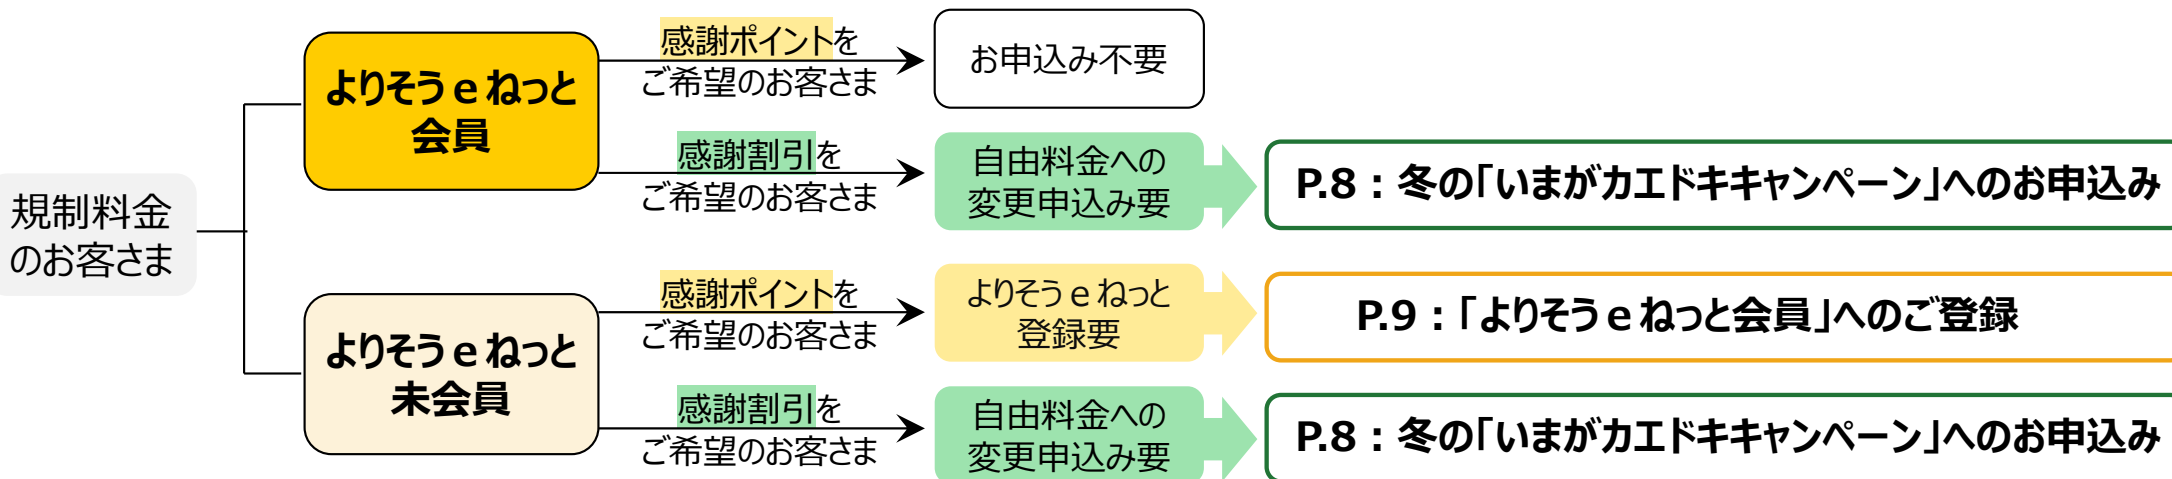 規制料金
のお客さま
よりそうｅねっと
会員
感謝ポイントを
ご希望のお客さま
お申込み不要
感謝割引を
ご希望のお客さま
自由料金への
変更申込み要
P.8：冬の「いまがカエドキキャンペーン」へのお申込み
よりそうｅねっと
未会員
感謝ポイントを
ご希望のお客さま
よりそうｅねっと
登録要
P.9：「よりそうｅねっと会員」へのご登録
感謝割引を
ご希望のお客さま
自由料金への
変更申込み要
P.8：冬の「いまがカエドキキャンペーン」へのお申込み